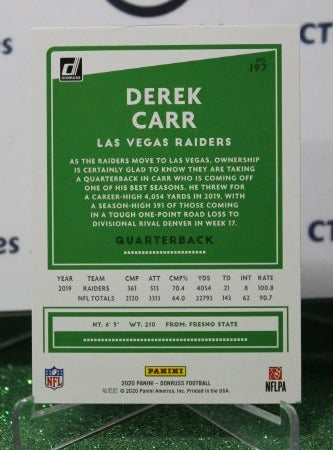 CT
CT
ctibles
DONRUSS
NO.
197
DEREK
CARR
LAS VEGAS RAIDERS
AS THE RAIDERS MOVE TO LAS VEGAS, OWNERSHIP
IS CERTAINLY GLAD TO KNOW THEY ARE TAKING
A QUARTERBACK IN CARR WHO IS COMING OFF
ONE OF HIS BEST SEASONS. HE THREW FOR
A CAREER-HIGH 4,054 YARDS IN 2019, WITH
A SEASON-HIGH 391 OF THOSE COMING
IN A TOUGH ONE-POINT ROAD LOSS TO
DIVISIONAL RIVAL DENVER IN WEEK 17.
QUARTERBACK
YEAR TEAM CMP ATT CMP% YDS TD INT RATE
2019 RAIDERS 361 513 70.4 4054 21 8 100.8
NFL TOTALS 2120 3313 64.0 22793 143 62 90.7
HT: 6' 3" WT: 210 FROM: FRESNO STATE
NFL
PANINI
NFLPA
2020 PANINI - DONRUSS FOOTBALL
© 2020 Panini America, Inc. Printed in the USA.